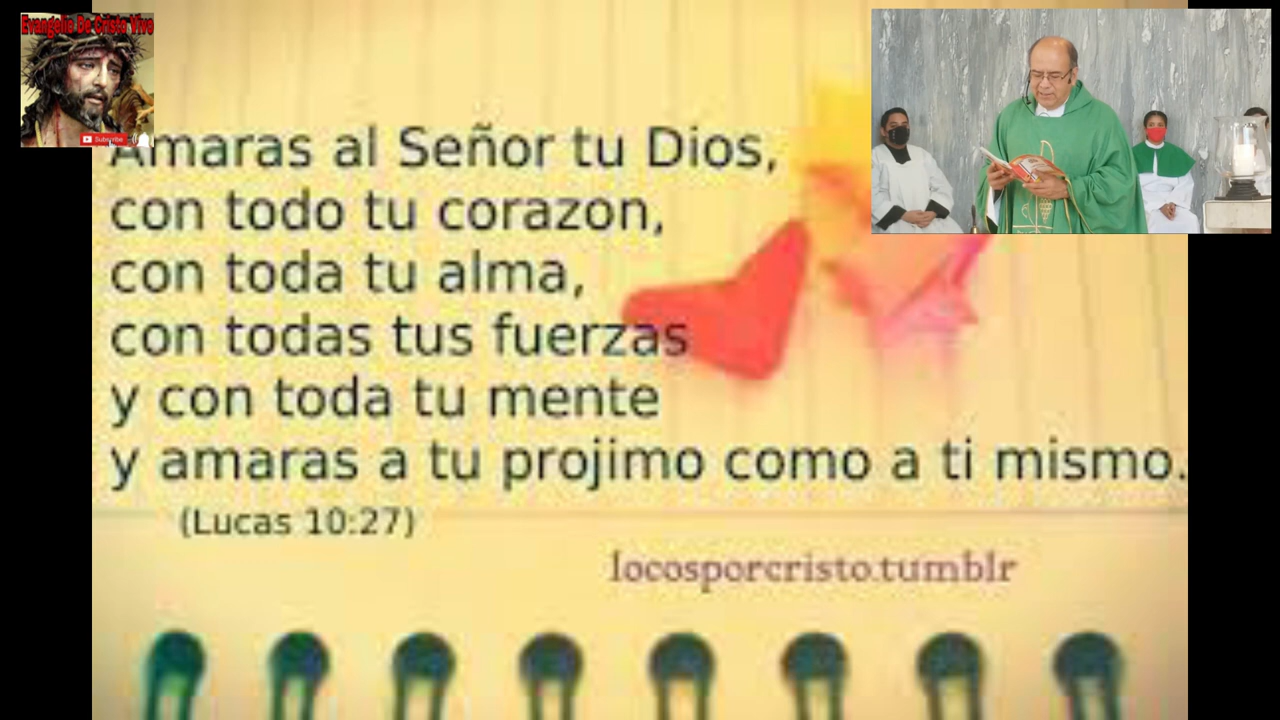 Evangelio De Cristo Vivo
Subscribe
Amaras al Señor tu Dios,
con todo tu corazon,
con toda tu alma,
con todas tus fuerzas
y con toda tu mente
y amaras a tu projimo como a ti mismo.
(Lucas 10:27)
locosporcristo.tumblr